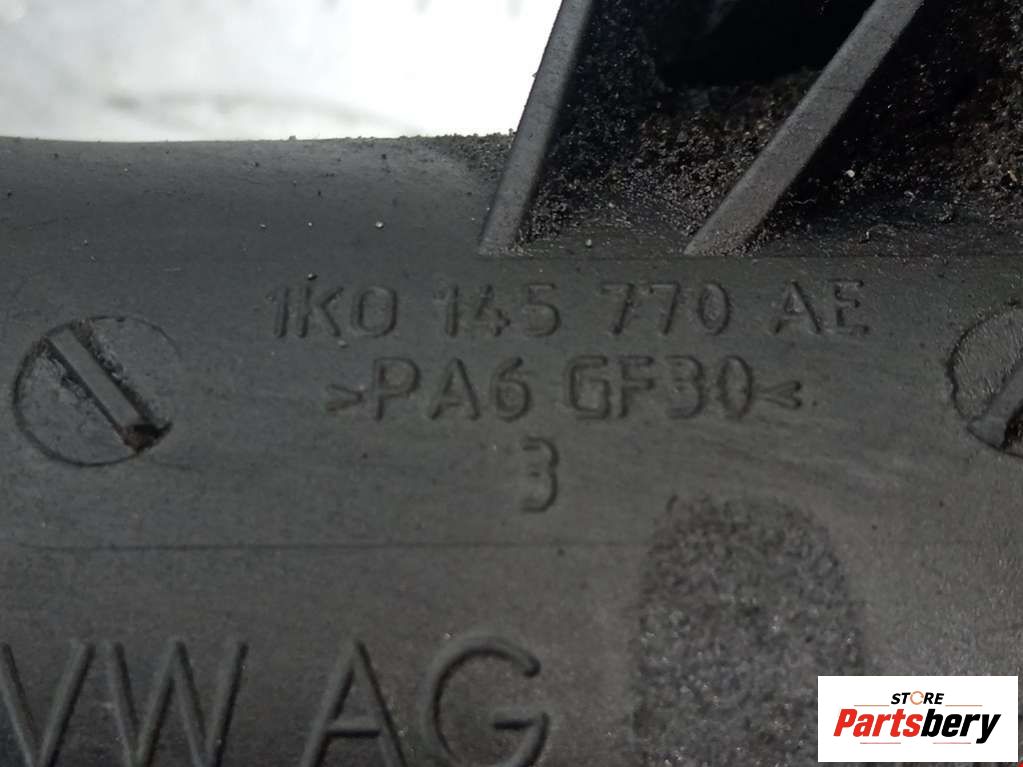 1K0 145 770 AE
>PA6 GF30<
3
VW AG
STORE
Partsbery